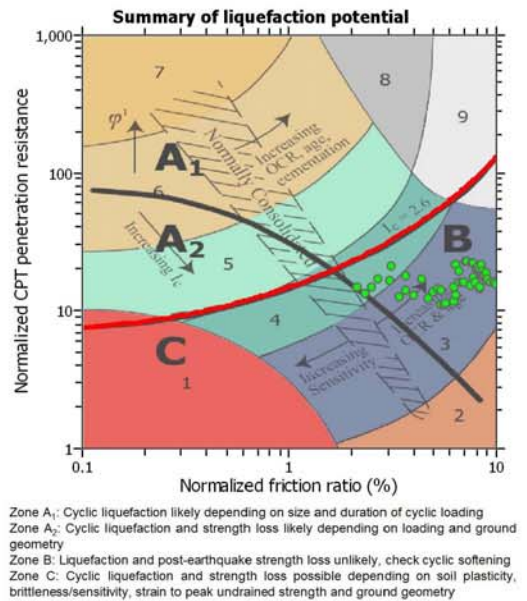 Summary of liquefaction potential
1,000
7
8
9
φ'
Increasing
OCR, age,
cementation
A1
Normally Consolidated
100
6
Ic = 2.6
A2
Increasing Ic
5
B
10
4
C
1
Increasing
Sensitivity
Increasing
OCR & age
3
2
1
0.1
1
10
Normalized CPT penetration resistance
Normalized friction ratio (%)
Zone A1: Cyclic liquefaction likely depending on size and duration of cyclic loading
Zone A2: Cyclic liquefaction and strength loss likely depending on loading and ground
geometry
Zone B: Liquefaction and post-earthquake strength loss unlikely, check cyclic softening
Zone C: Cyclic liquefaction and strength loss possible depending on soil plasticity,
brittleness/sensitivity, strain to peak undrained strength and ground geometry